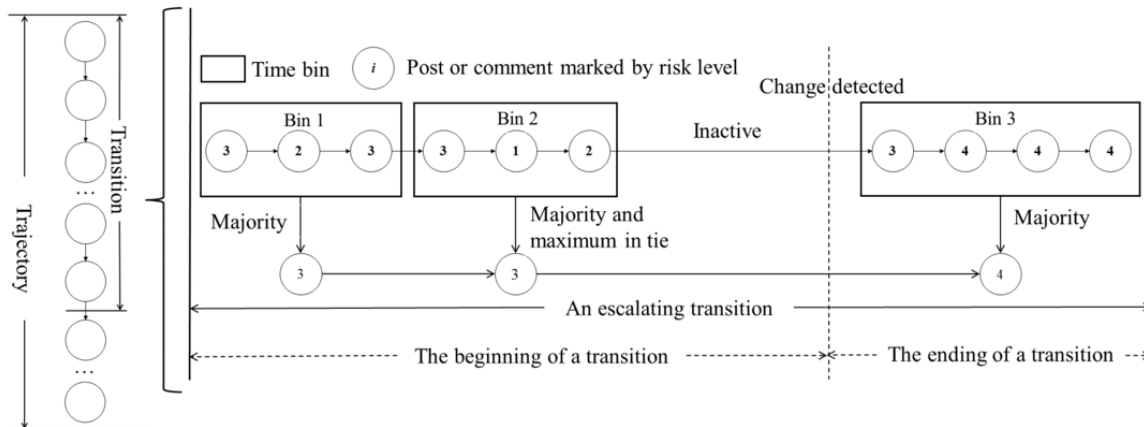 Trajectory
Transition
...
...
Time bin
i
Post or comment marked by risk level
Change detected
Bin 1
3
2
3
Bin 2
3
1
2
Inactive
Bin 3
3
4
4
4
Majority
Majority and
maximum in tie
Majority
3
3
4
An escalating transition
The beginning of a transition
The ending of a transition